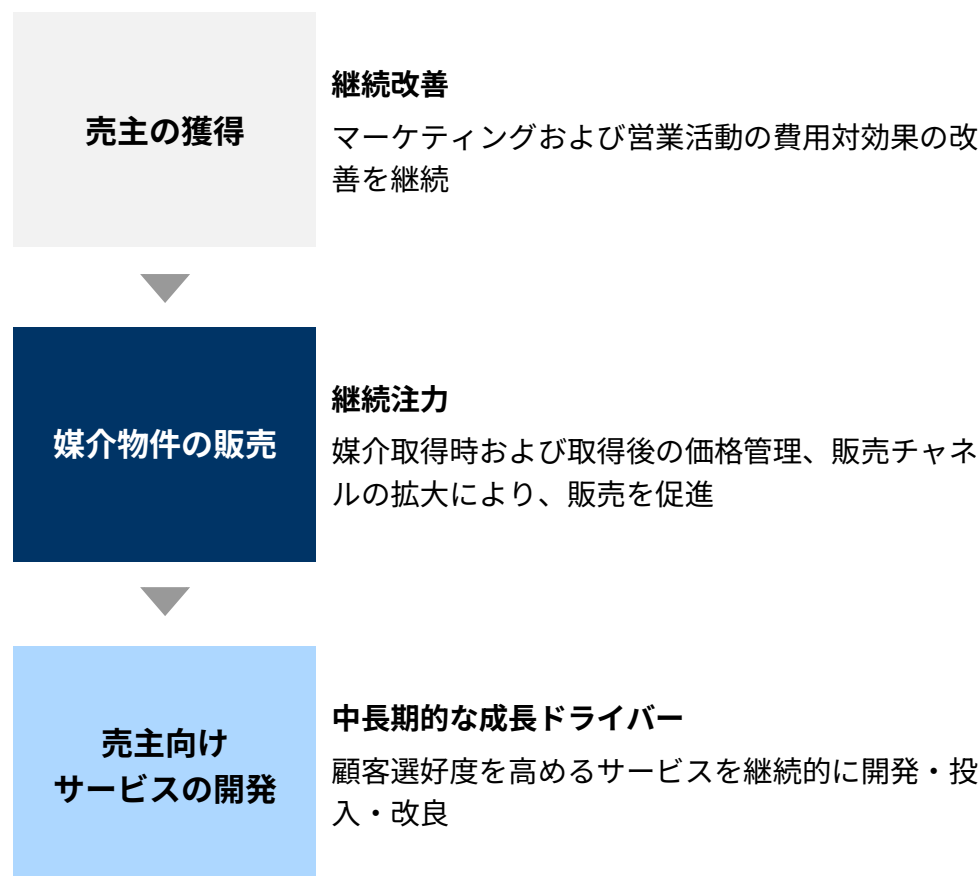 売主の獲得
継続改善
マーケティングおよび営業活動の費用対効果の改
善を継続
媒介物件の販売
継続注力
媒介取得時および取得後の価格管理、販売チャネ
ルの拡大により、販売を促進
売主向け
サービスの開発
中長期的な成長ドライバー
顧客選好度を高めるサービスを継続的に開発・投
入・改良